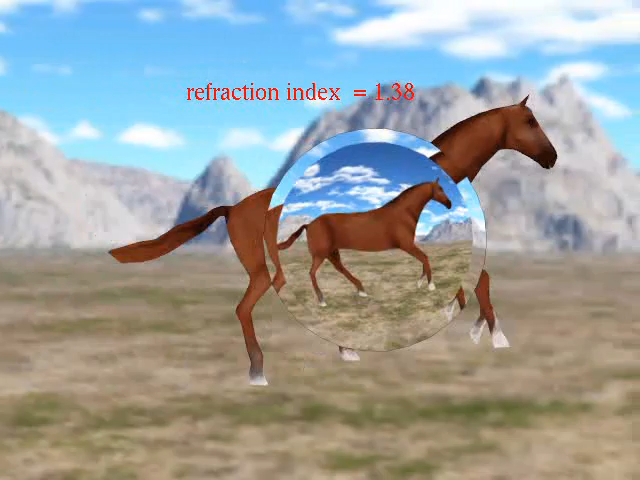 refraction index  = 1.38